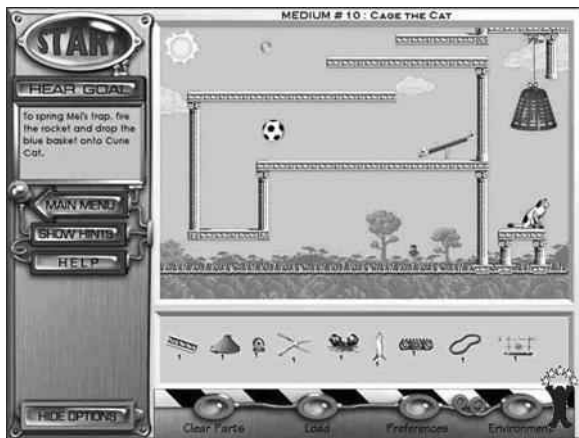 MEDIUM # 10 : CAGE THE CAT
START
HEAR GOAL
To spring Mel's trap, fire
the rocket and drop the
blue basket onto Curie
Cat.
MAIN MENU
SHOW HINTS
HELP
HIDE OPTIONS
Clear Parts
Load
Preferences
Environment